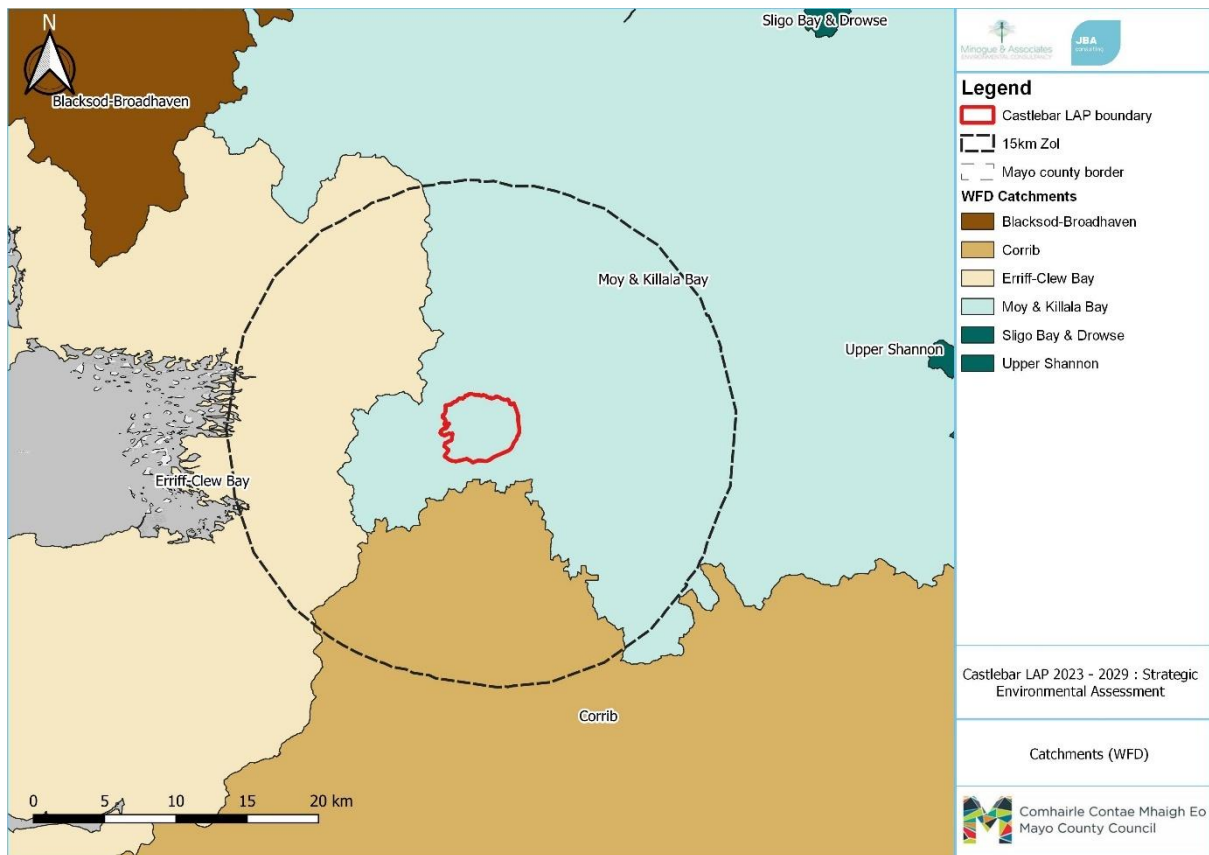 N
Sligo Bay & Drowse
Blacksod-Broadhaven
Moy & Killala Bay
Upper Shannon
Erriff-Clew Bay
Corrib
0 5 10 15 20 km
Minogue & Associates
ENVIRONMENTAL CONSULTANCY
JBA
consulting
Legend
Castlebar LAP boundary
15km ZoI
Mayo county border
WFD Catchments
Blacksod-Broadhaven
Corrib
Erriff-Clew Bay
Moy & Killala Bay
Sligo Bay & Drowse
Upper Shannon
Castlebar LAP 2023 - 2029 : Strategic
Environmental Assessment
Catchments (WFD)
Comhairle Contae Mhaigh Eo
Mayo County Council